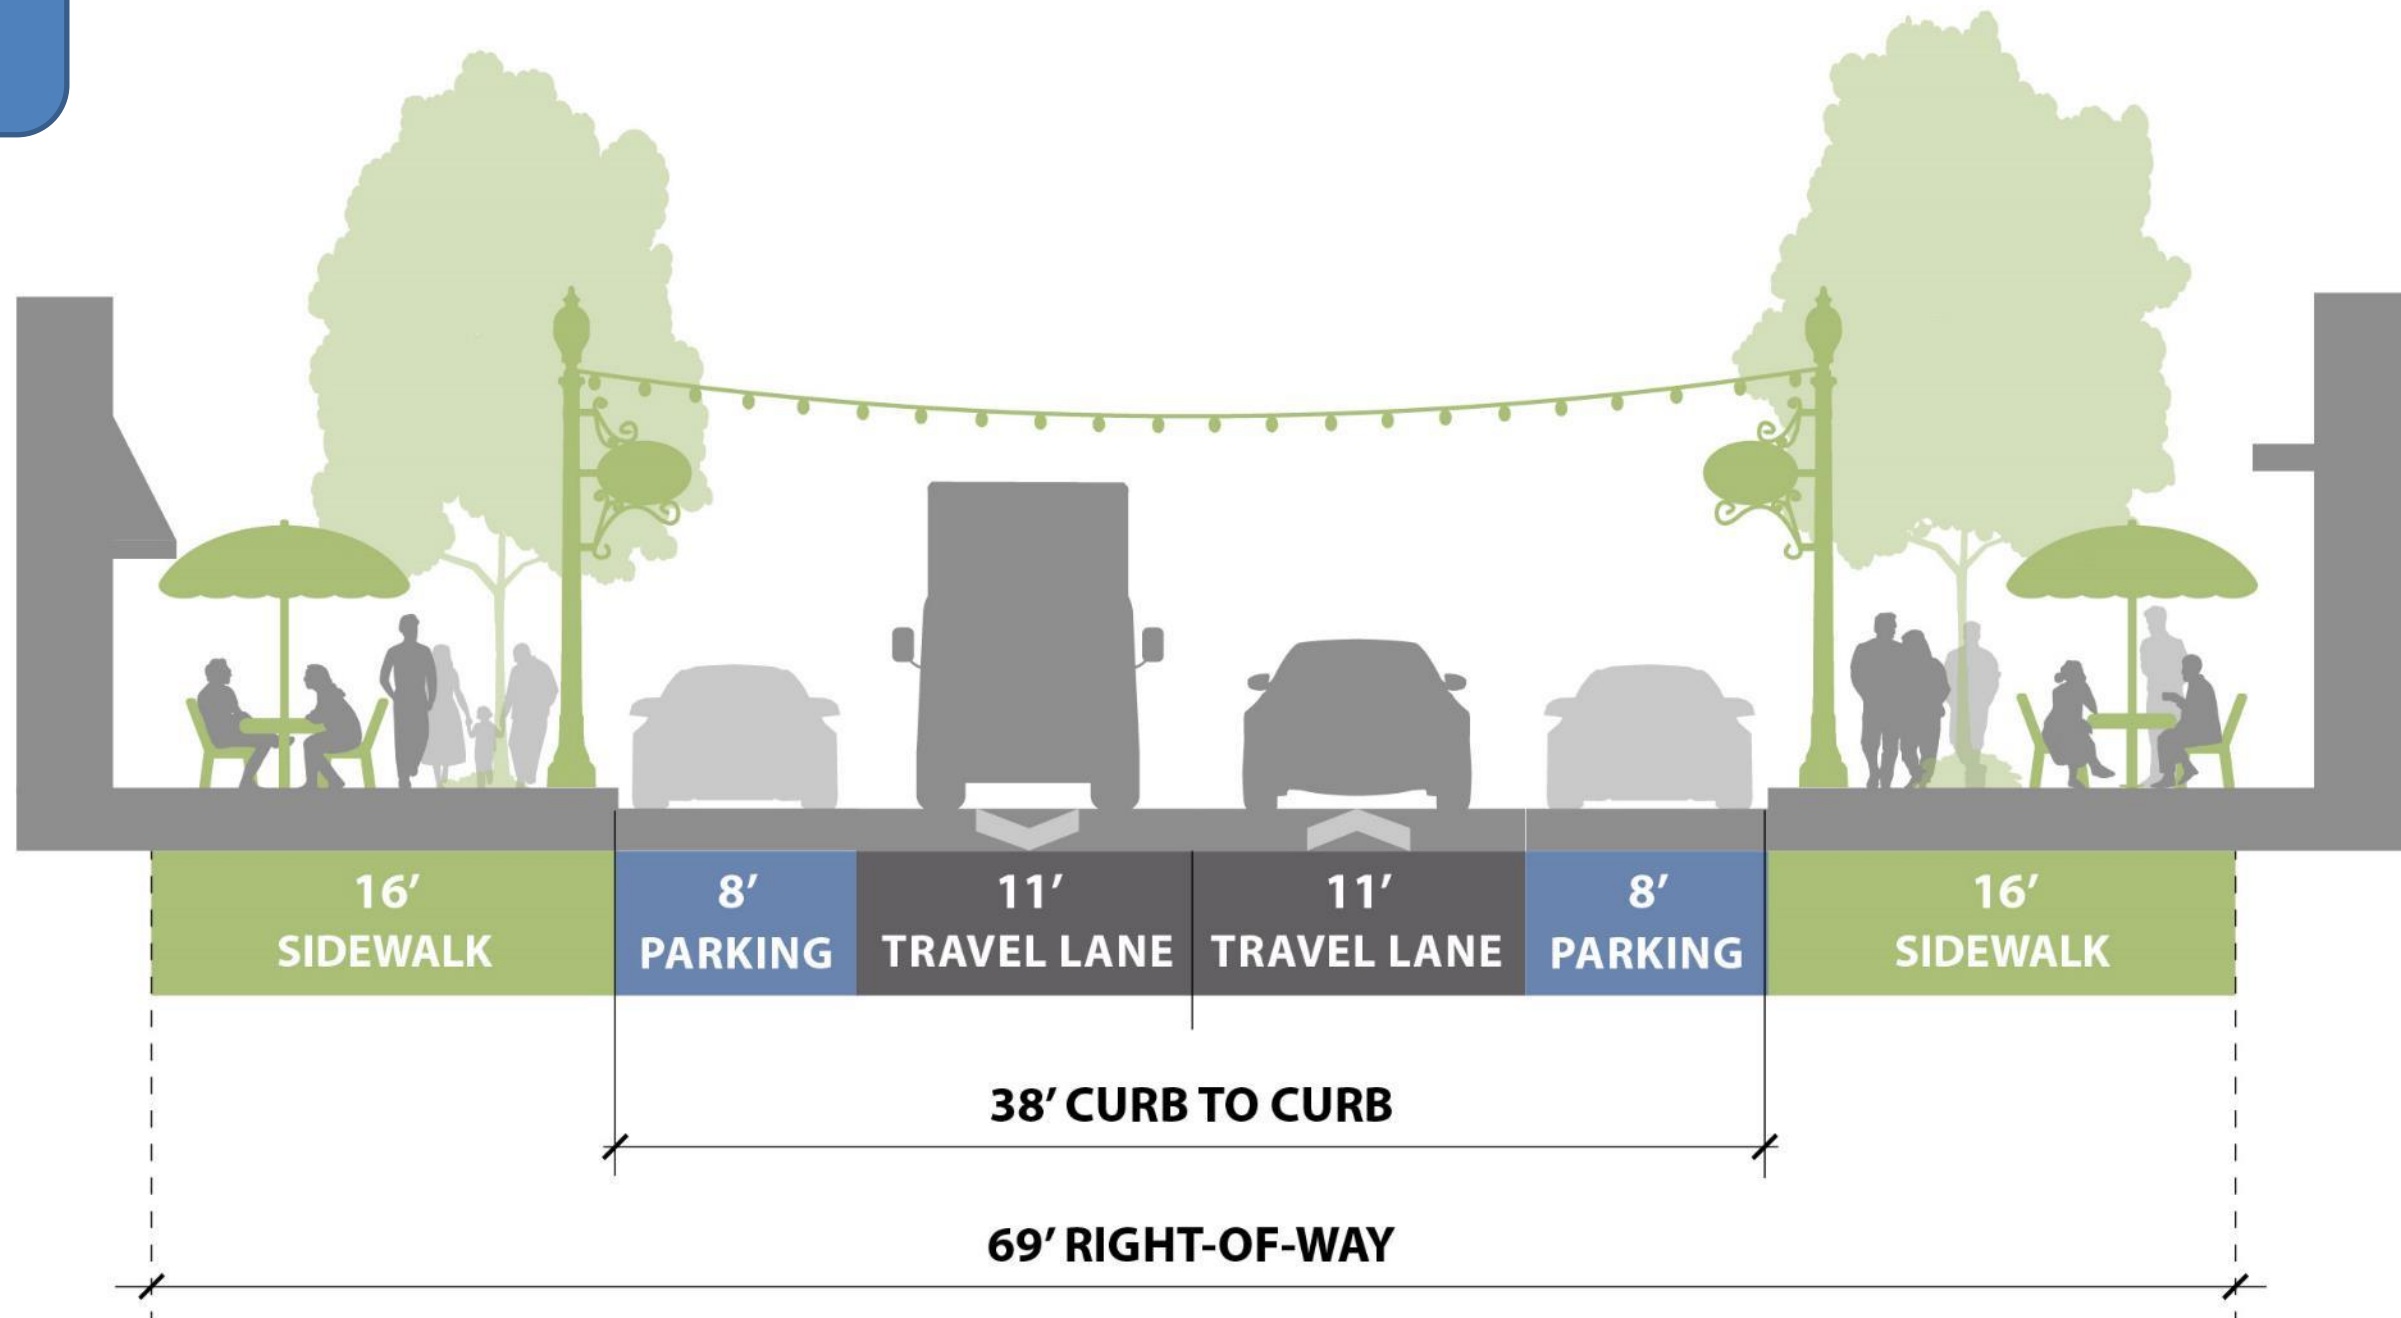 16′
SIDEWALK
8′
PARKING
11′
TRAVEL LANE
11′
TRAVEL LANE
8′
PARKING
16′
SIDEWALK
38′ CURB TO CURB
69′ RIGHT-OF-WAY